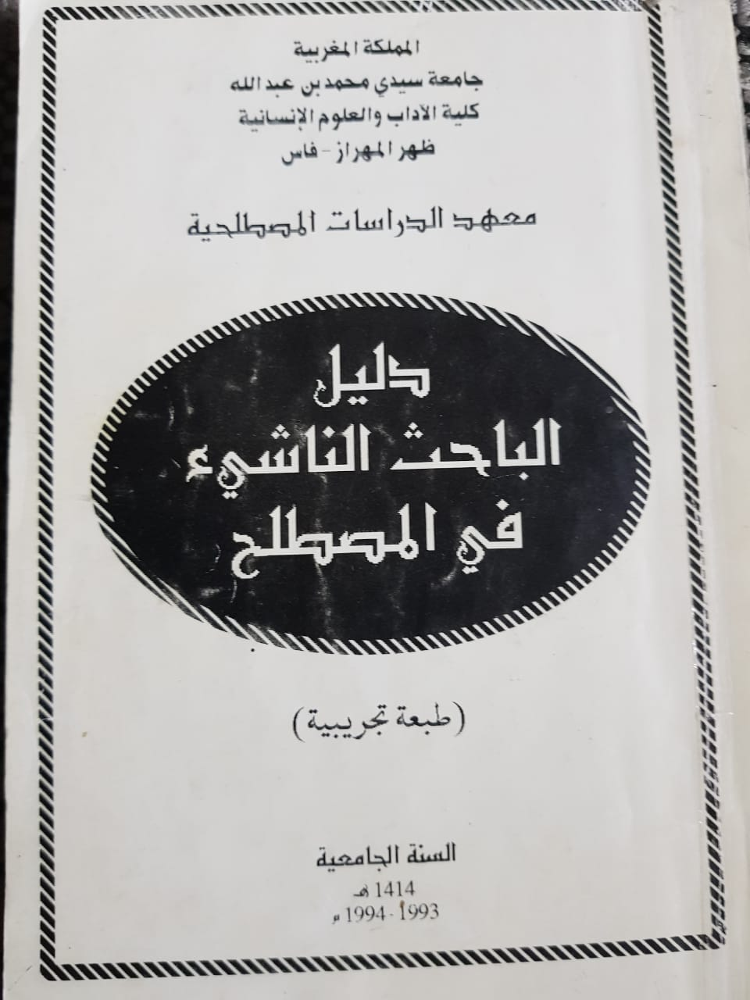 المملكة المغربية
جامعة سيدي محمد بن عبد الله
كلية الآداب والعلوم الإنسانية
ظهر المهراز - فاس
معهد الدراسات المصطلحية
دليل
الباحث الناشيء
في المصطلح
(طبعة تجريبية)
السنة الجامعية
1414 هـ
1993 - 1994 م